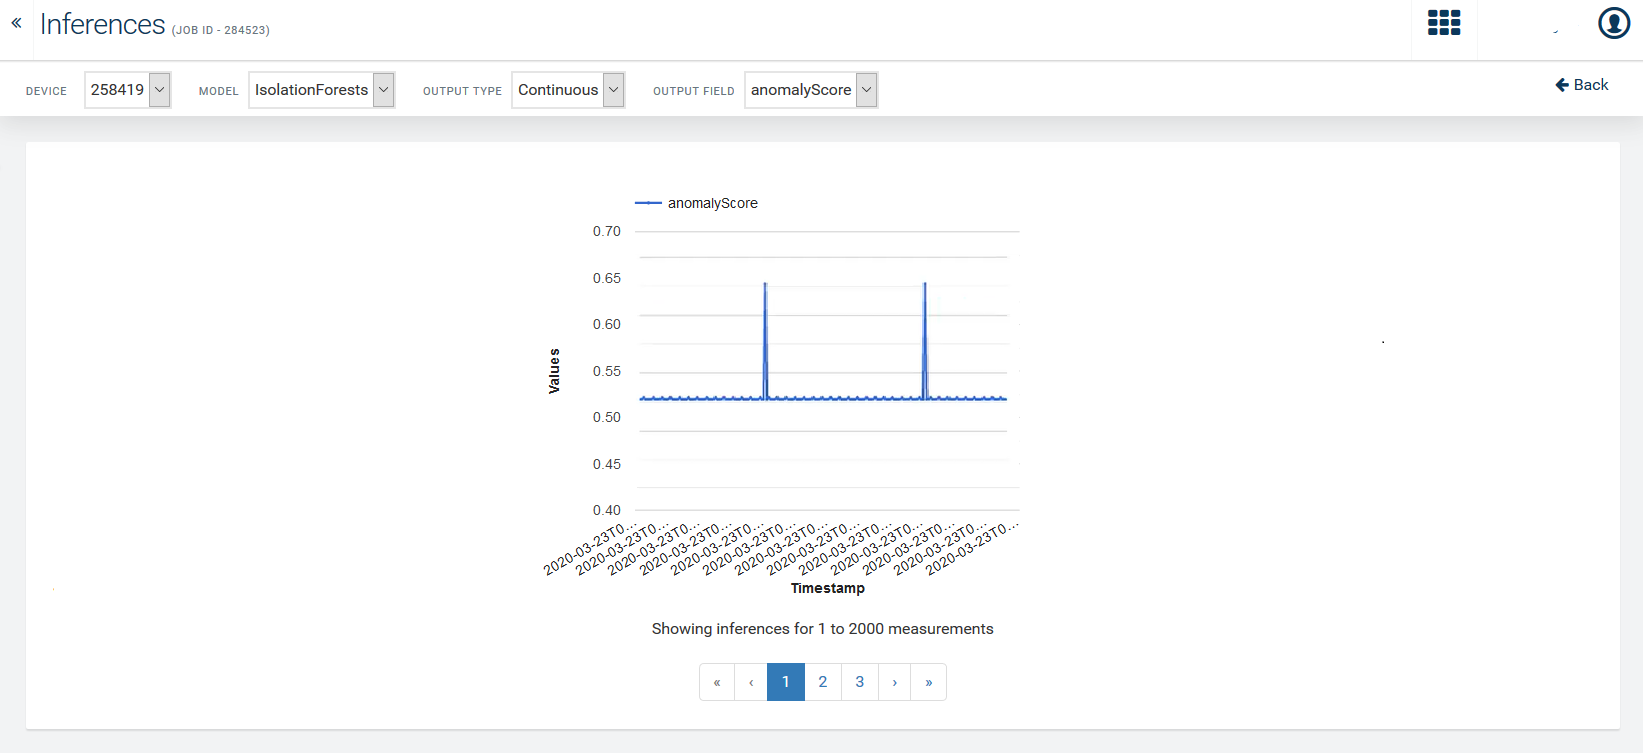 « Inferences (JOB ID - 284523)
DEVICE 258419 MODEL IsolationForests OUTPUT TYPE Continuous OUTPUT FIELD anomalyScore Back
anomalyScore
0.70
0.65
0.60
0.55
0.50
0.45
0.40
Values
2020-03-23T0...
2020-03-23T0...
2020-03-23T0...
2020-03-23T0...
2020-03-23T0...
2020-03-23T0...
2020-03-23T0...
2020-03-23T0...
2020-03-23T0...
2020-03-23T0...
2020-03-23T0...
2020-03-23T0...
2020-03-23T0...
Timestamp
Showing inferences for 1 to 2000 measurements
« ‹ 1 2 3 › »